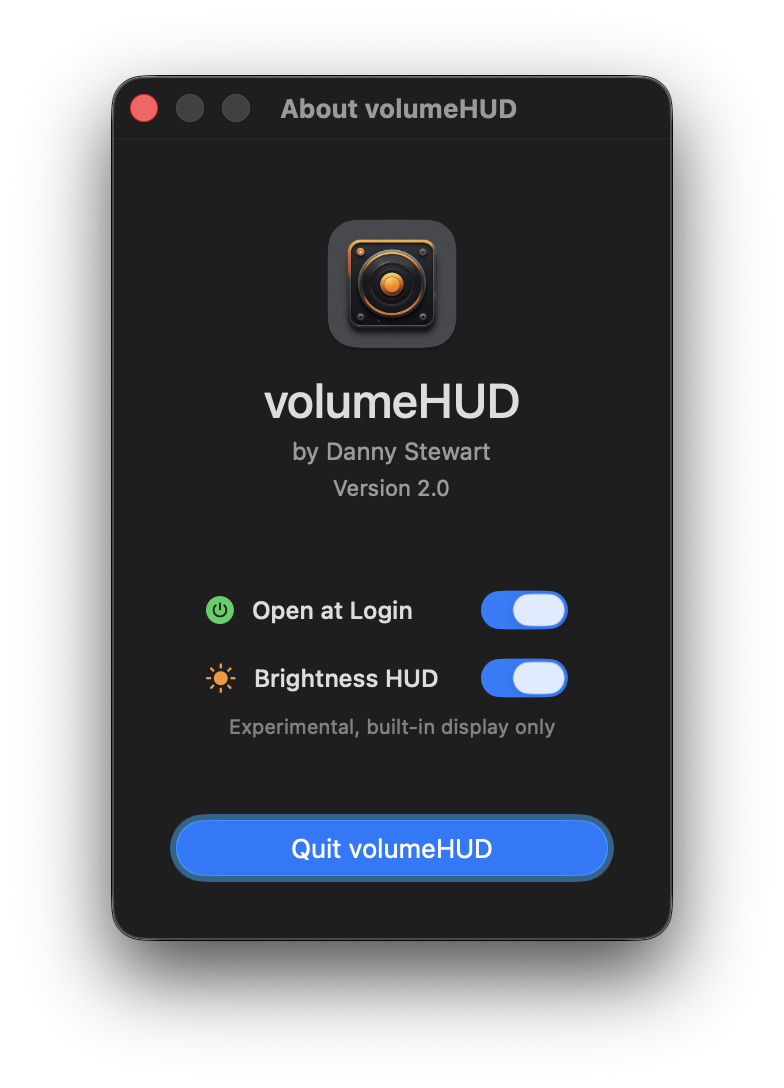 About volumeHUD
volumeHUD
by Danny Stewart
Version 2.0
Open at Login
Brightness HUD
Experimental, built-in display only
Quit volumeHUD